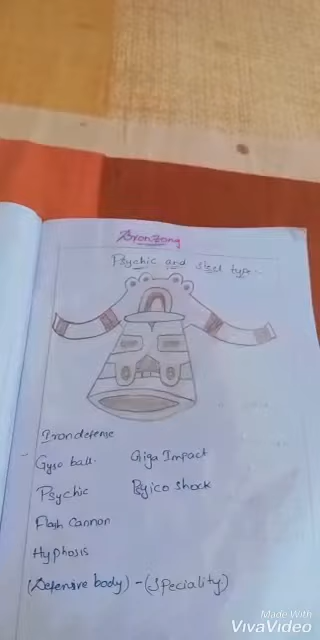 Bronzong
Psychic and steel type-
Irondefense
Gyro ball. Giga Impact
Psychic Psyico shock
Flash Cannon
Hyphosis
(Defensive body) - (Speciality)
Made With
VivaVideo